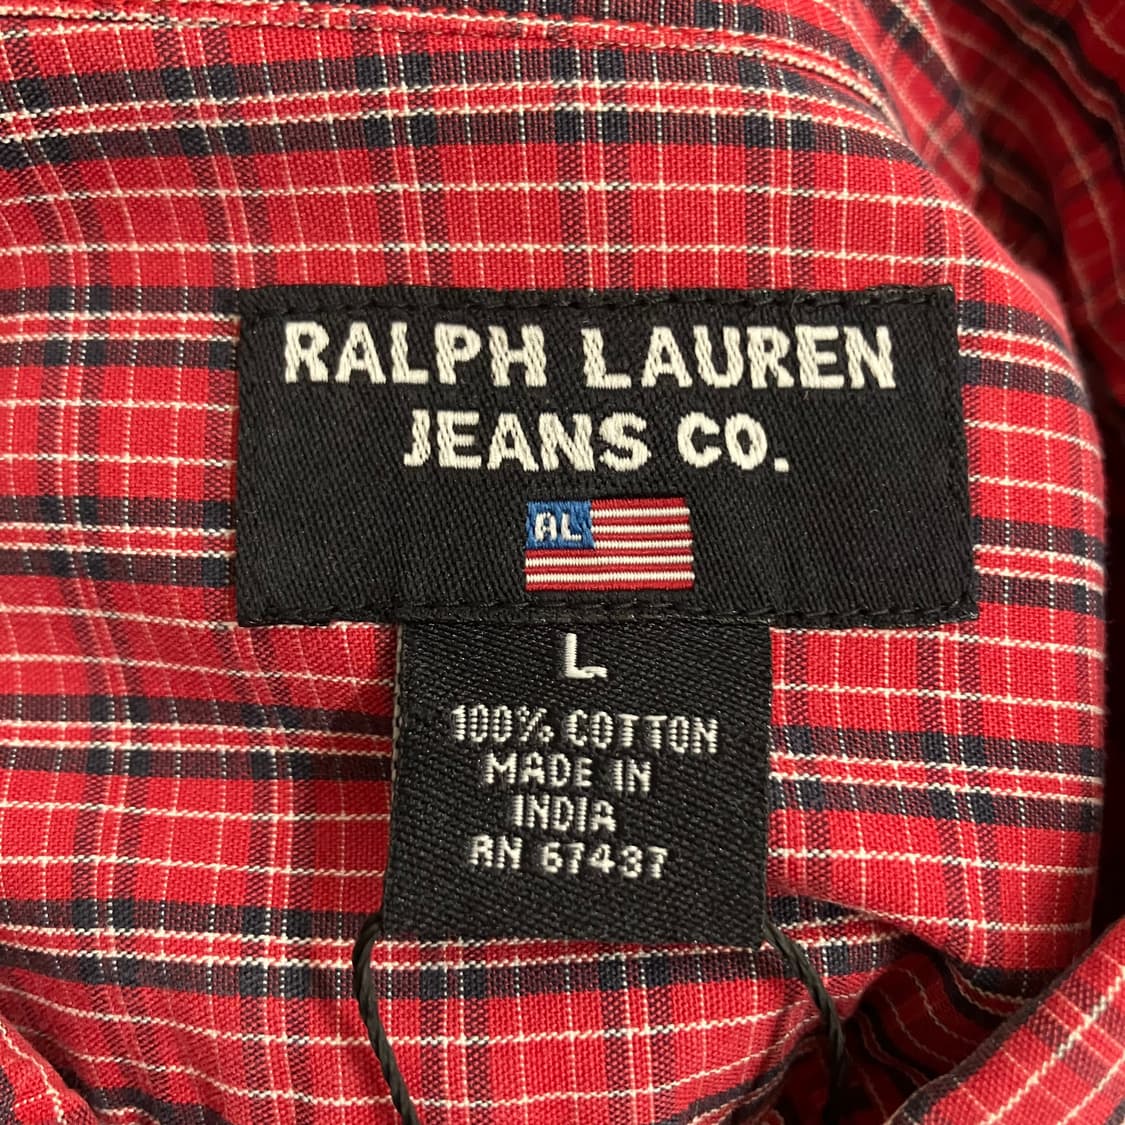 RALPH LAUREN
JEANS CO.
RL
L
100% COTTON
MADE IN
INDIA
RN 67437